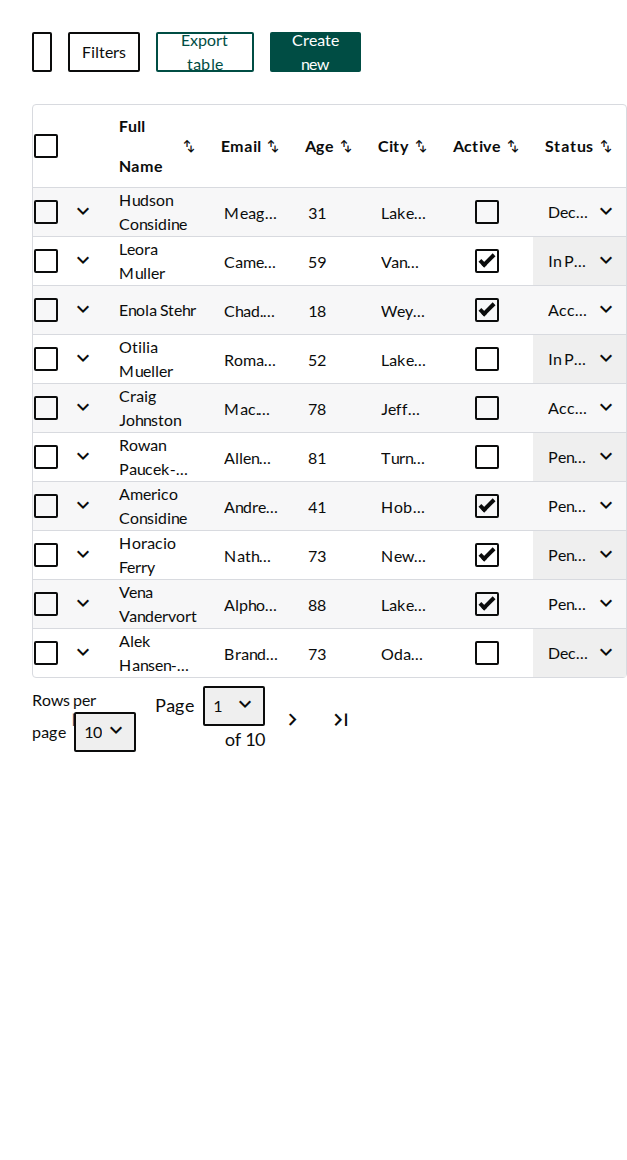 Filters
Export
table
Create
new
Full
Name
Email
Age
City
Active
Status
Hudson
Considine
Meag...
31
Lake...
Dec...
Leora
Muller
Came...
59
Van...
In P...
Enola Stehr
Chad....
18
Wey...
Acc...
Otilia
Mueller
Roma...
52
Lake...
In P...
Craig
Johnston
Mac....
78
Jeff...
Acc...
Rowan
Paucek-...
Allen...
81
Turn...
Pen...
Americo
Considine
Andre...
41
Hob...
Pen...
Horacio
Ferry
Nath...
73
New...
Pen...
Vena
Vandervort
Alpho...
88
Lake...
Pen...
Alek
Hansen-...
Brand...
73
Oda...
Dec...
Rows per
page
10
Page
1
of 10